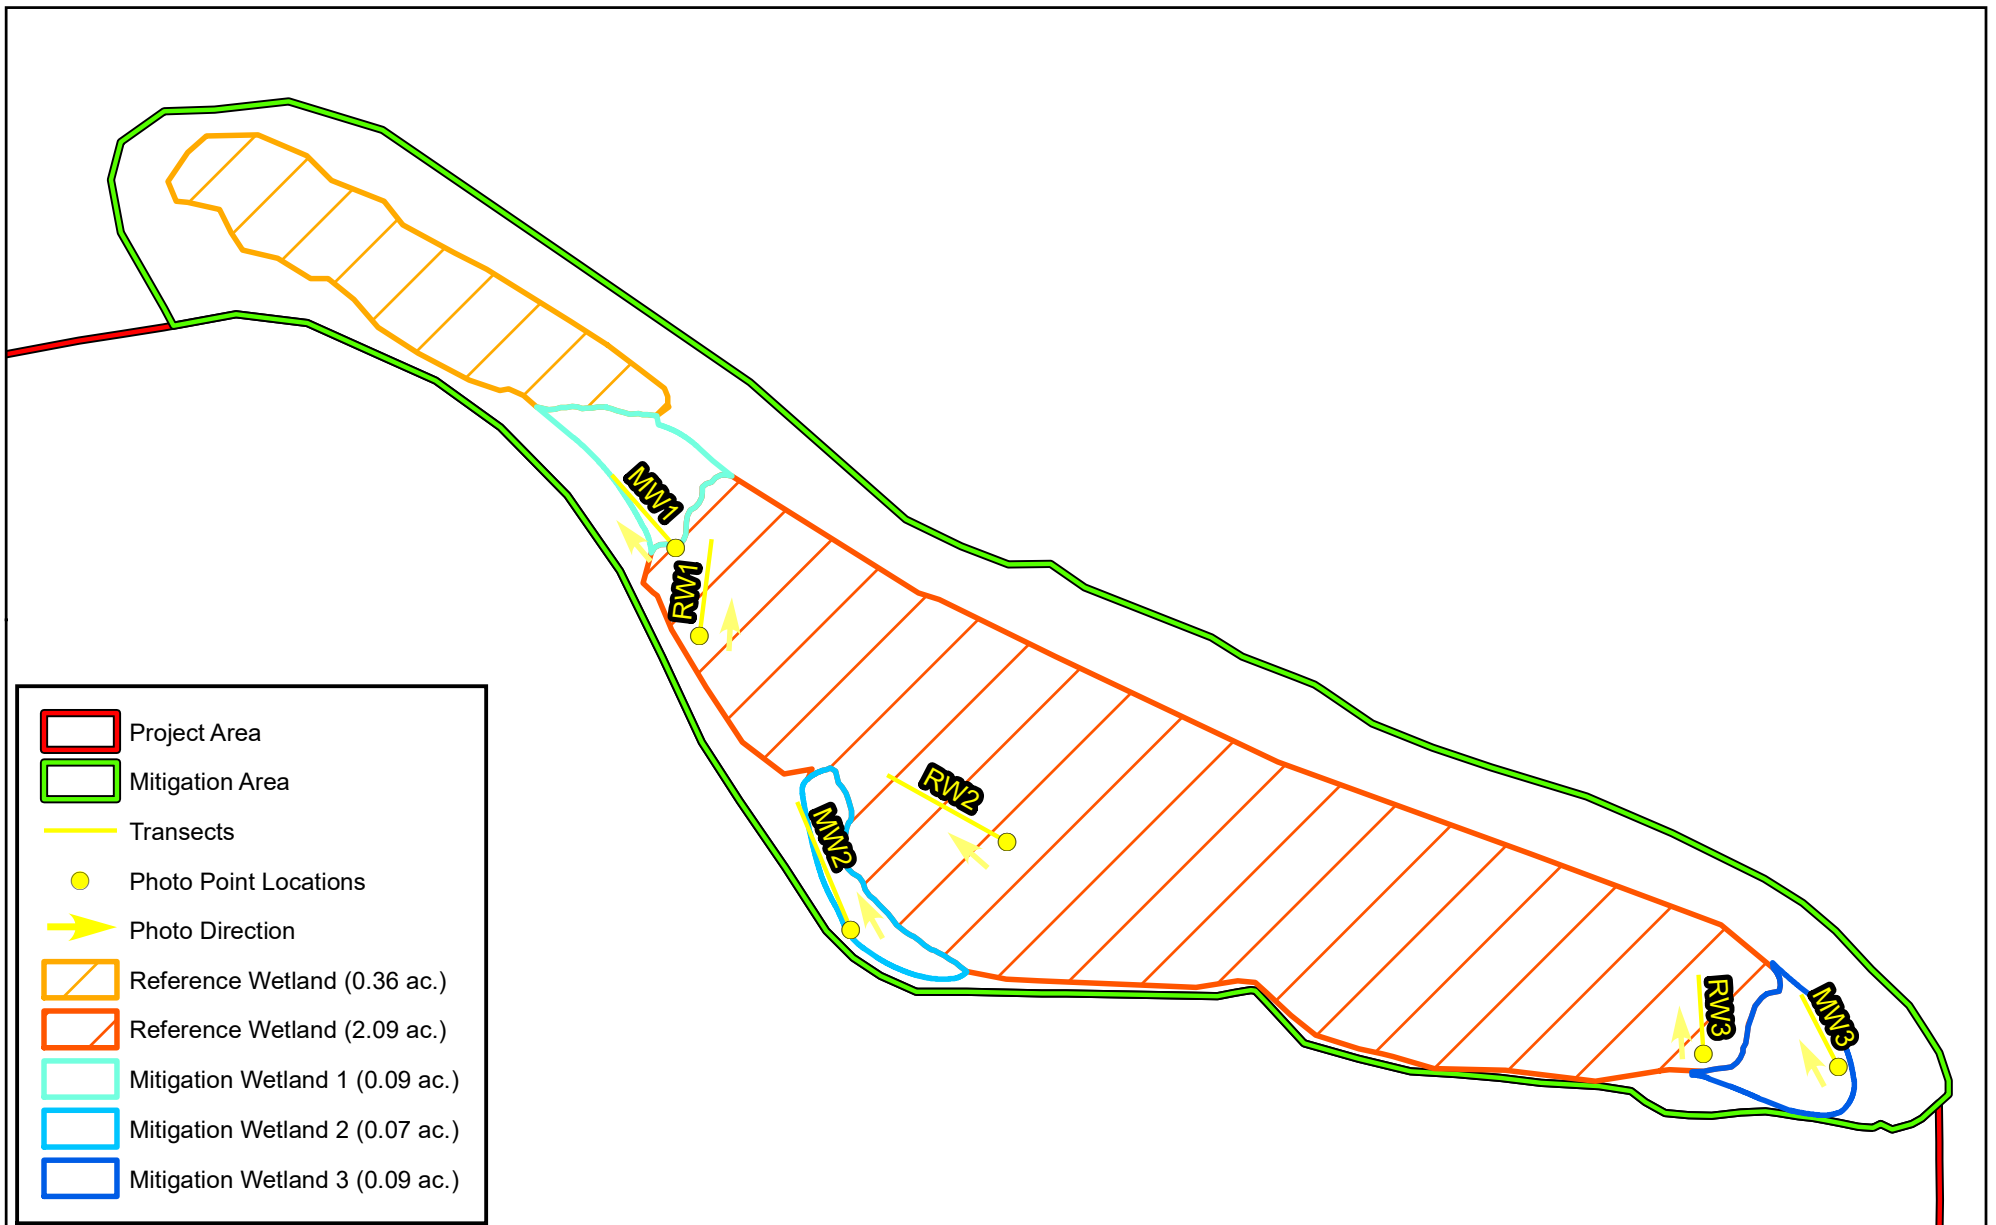 MW1
RW1
RW2
MW2
RW3
MW3
Project Area
Mitigation Area
Transects
Photo Point Locations
Photo Direction
Reference Wetland (0.36 ac.)
Reference Wetland (2.09 ac.)
Mitigation Wetland 1 (0.09 ac.)
Mitigation Wetland 2 (0.07 ac.)
Mitigation Wetland 3 (0.09 ac.)